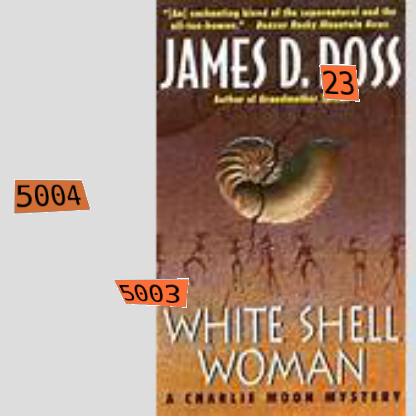 "[An] enchanting blend of the supernatural and the
all-too-human." Denver Rocky Mountain News
JAMES D. DOSS
23
Author of Grandmother
5004
5003
WHITE SHELL
WOMAN
A CHARLIE MOON MYSTERY